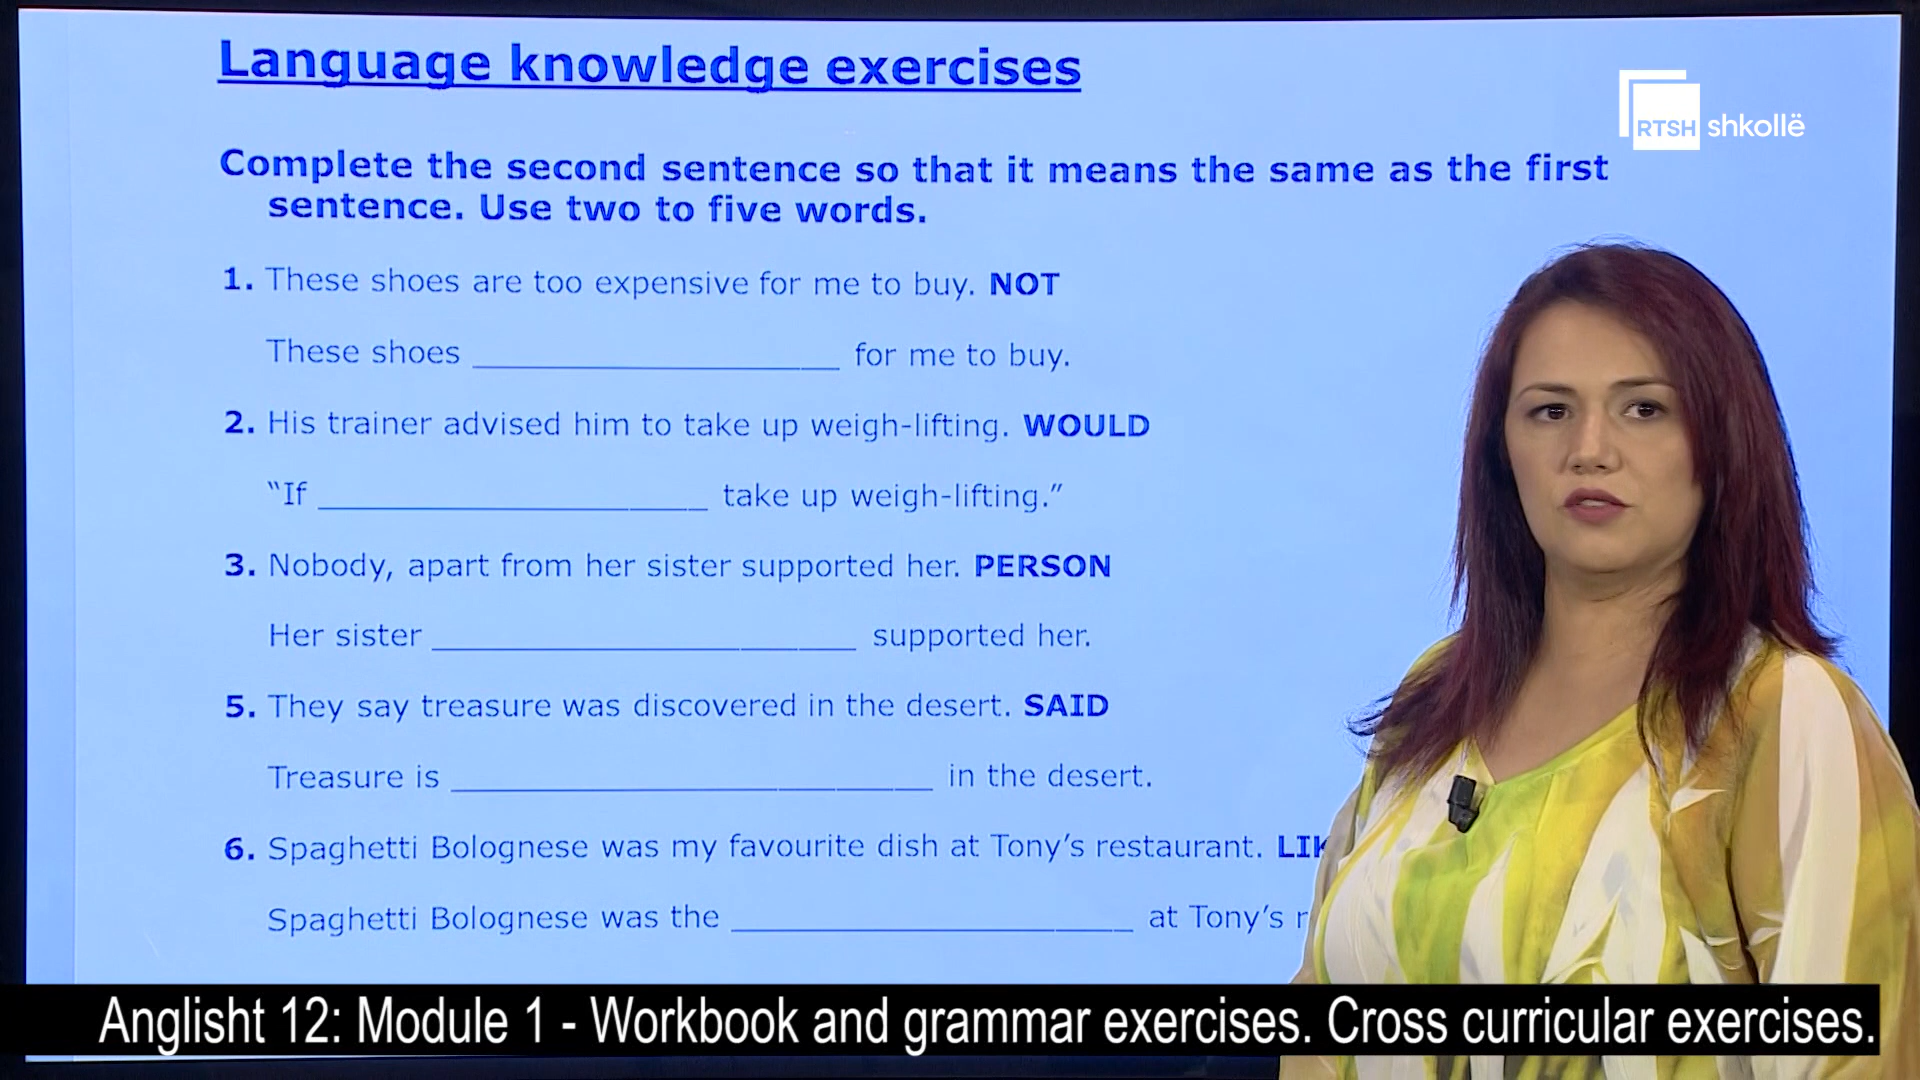 Language knowledge exercises
RTSH shkollë
Complete the second sentence so that it means the same as the first
sentence. Use two to five words.
1. These shoes are too expensive for me to buy. NOT
These shoes ____________________ for me to buy.
2. His trainer advised him to take up weigh-lifting. WOULD
“If ____________________ take up weigh-lifting.”
3. Nobody, apart from her sister supported her. PERSON
Her sister ____________________ supported her.
5. They say treasure was discovered in the desert. SAID
Treasure is ____________________ in the desert.
6. Spaghetti Bolognese was my favourite dish at Tony’s restaurant.
Spaghetti Bolognese was the ____________________ at Tony’s
Anglisht 12: Module 1 - Workbook and grammar exercises. Cross curricular exercises.